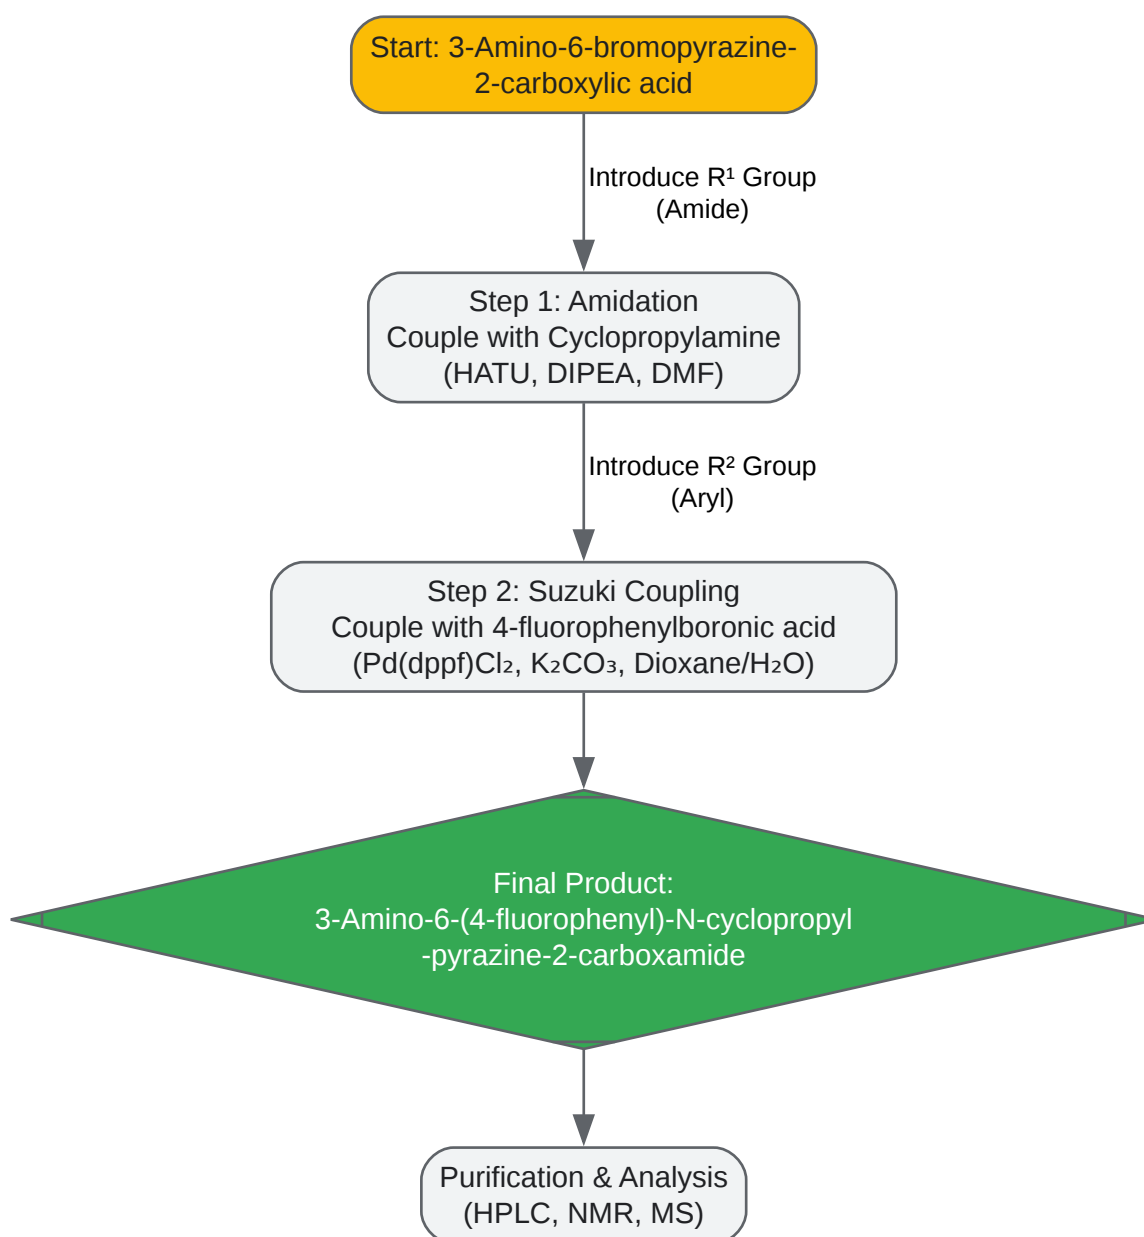 Start: 3-Amino-6-bromopyrazine-
2-carboxylic acid
Introduce R¹ Group
(Amide)
Step 1: Amidation
Couple with Cyclopropylamine
(HATU, DIPEA, DMF)
Introduce R² Group
(Aryl)
Step 2: Suzuki Coupling
Couple with 4-fluorophenylboronic acid
(Pd(dppf)Cl₂, K₂CO₃, Dioxane/H₂O)
Final Product:
3-Amino-6-(4-fluorophenyl)-N-cyclopropyl
-pyrazine-2-carboxamide
Purification & Analysis
(HPLC, NMR, MS)